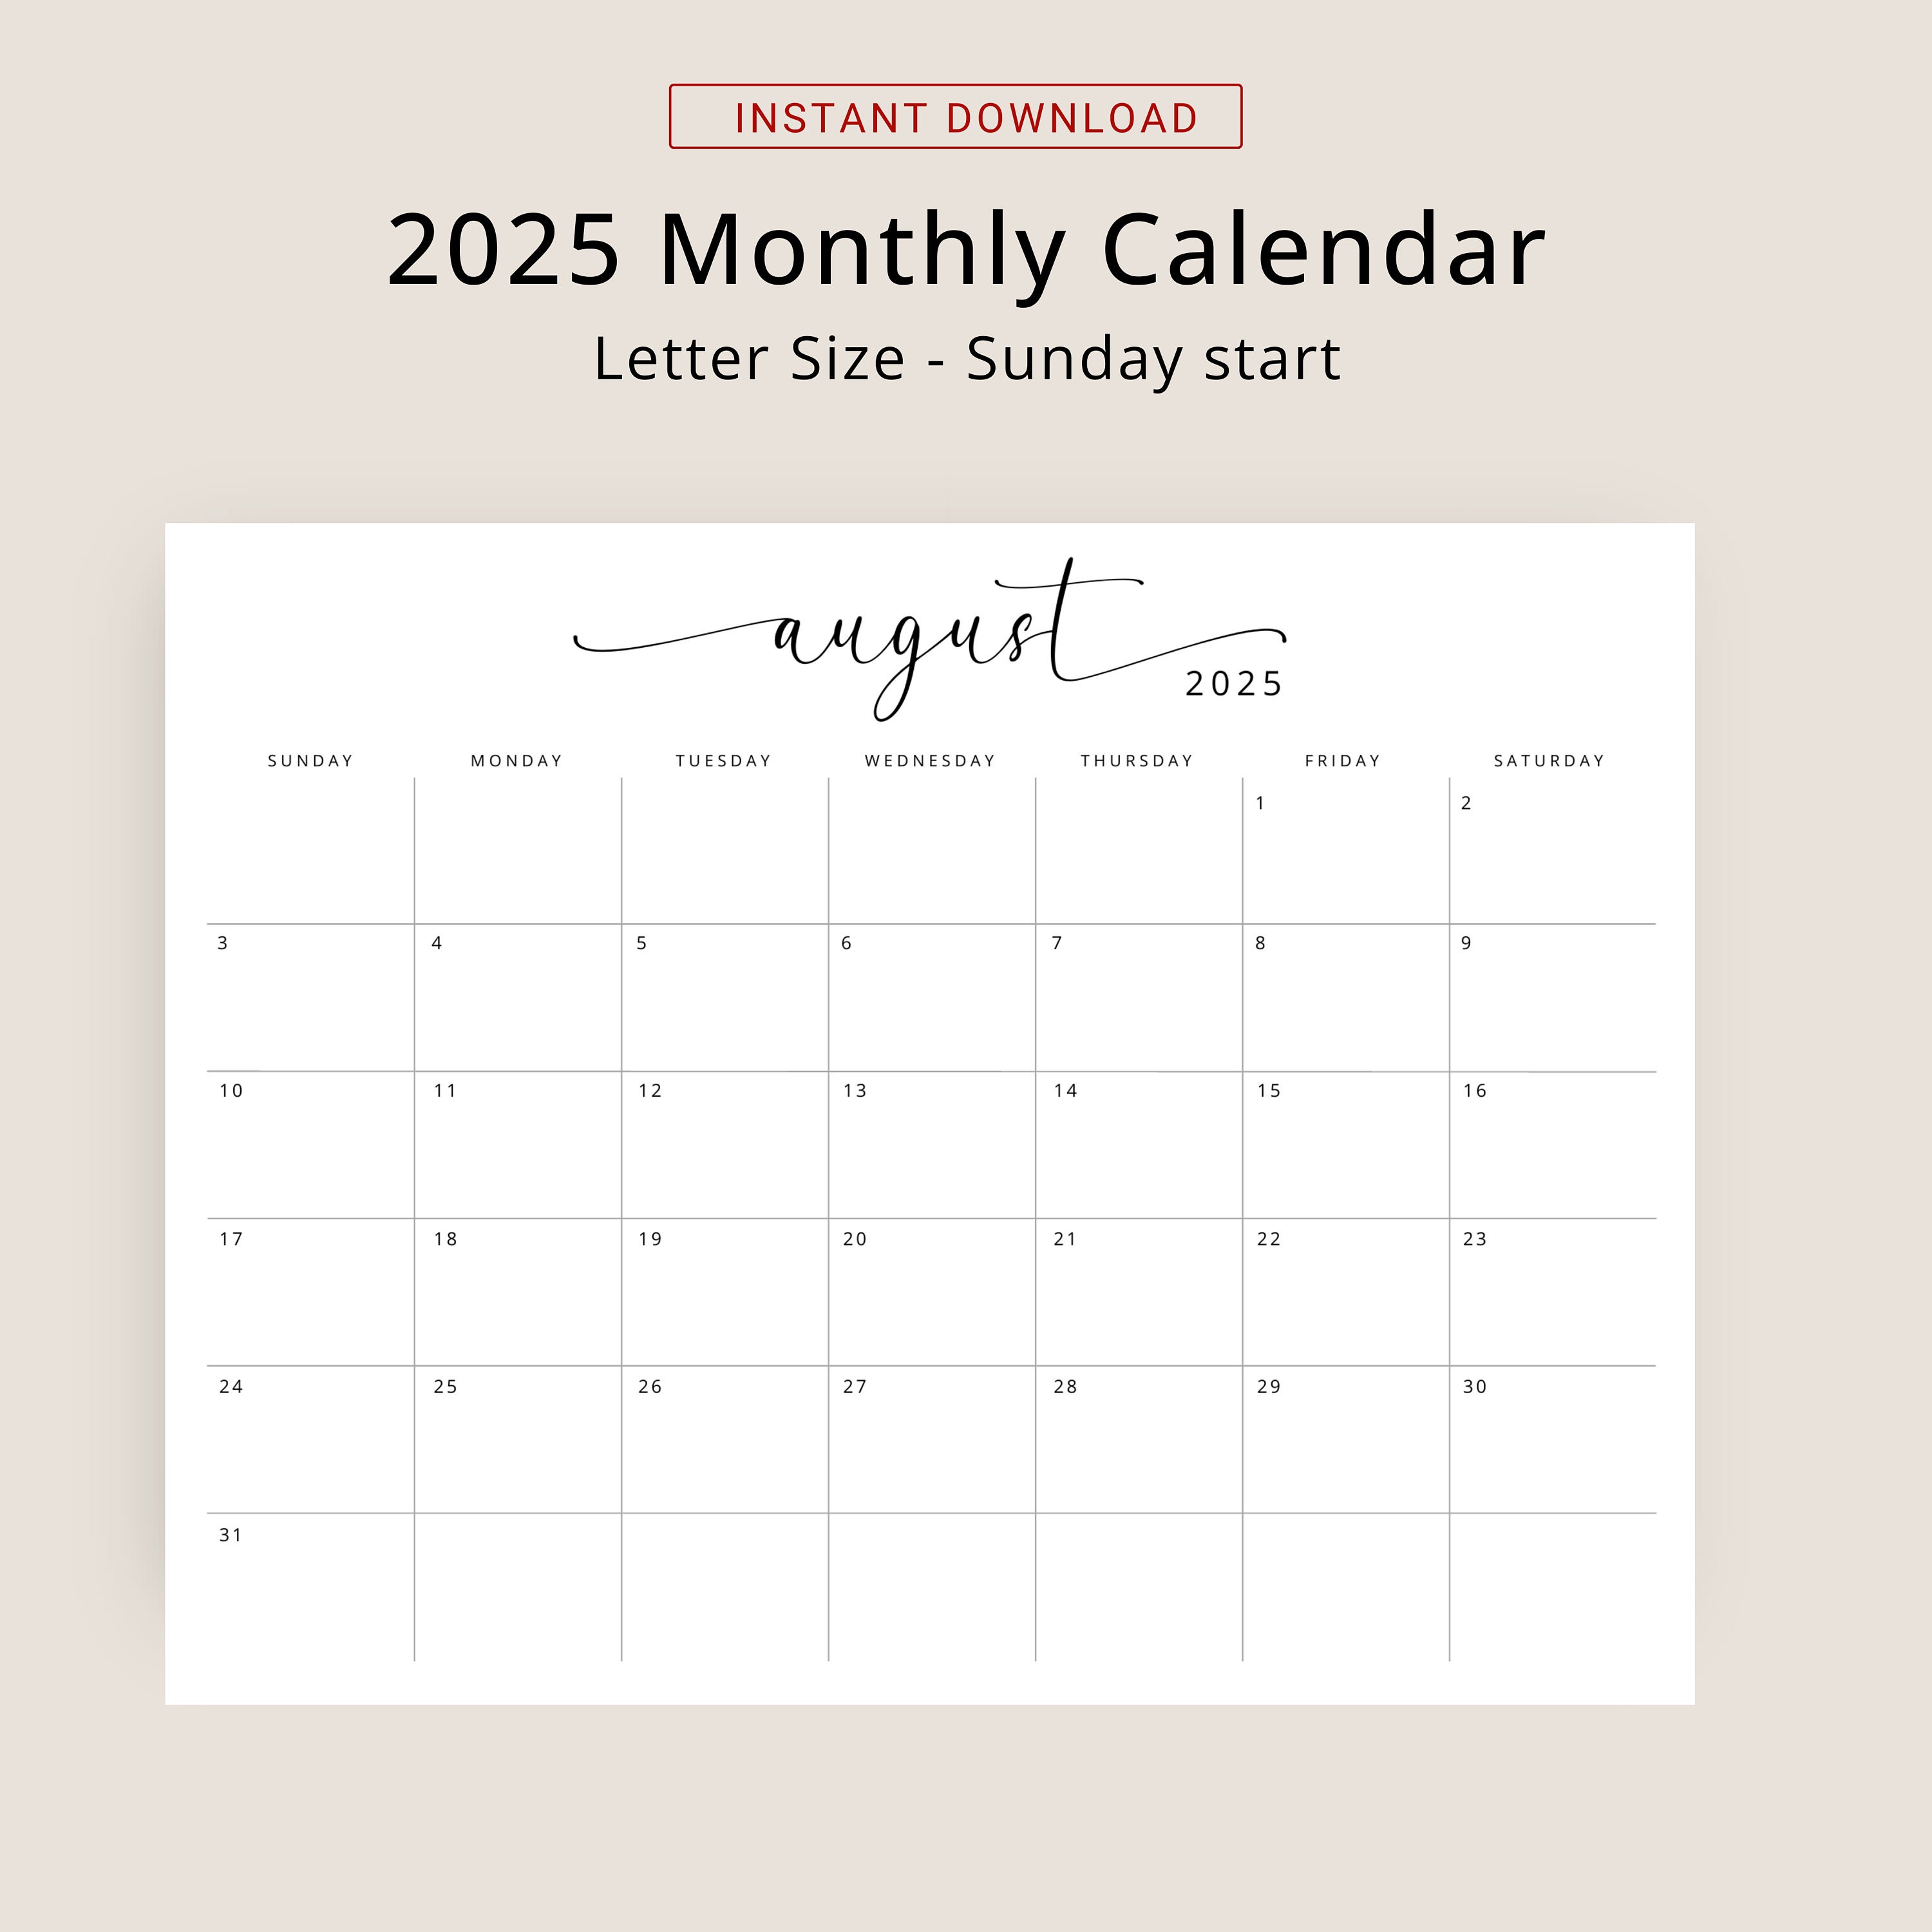 INSTANT DOWNLOAD
2025 Monthly Calendar
Letter Size - Sunday start
august
2025
SUNDAY MONDAY TUESDAY WEDNESDAY THURSDAY FRIDAY SATURDAY
1 2
3 4 5 6 7 8 9
10 11 12 13 14 15 16
17 18 19 20 21 22 23
24 25 26 27 28 29 30
31